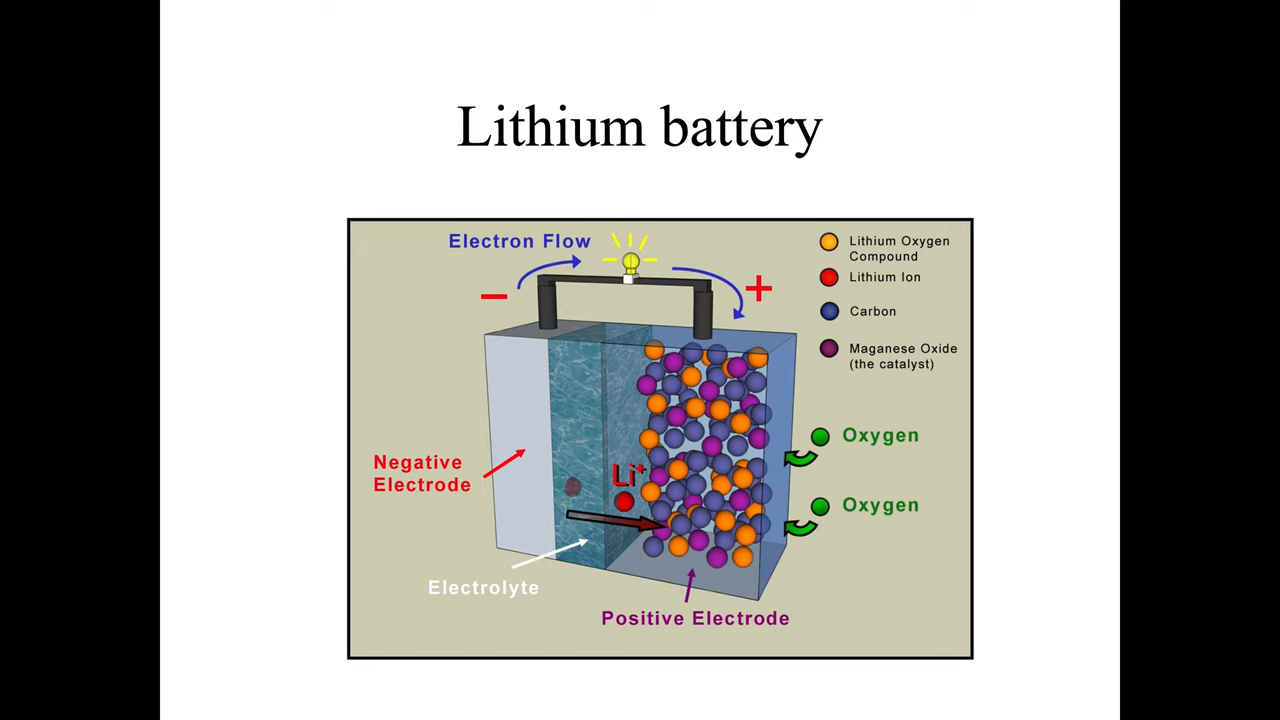 Lithium battery
Electron Flow
−
+
Lithium Oxygen
Compound
Lithium Ion
Carbon
Maganese Oxide
(the catalyst)
Oxygen
Negative
Electrode
Li+
Oxygen
Electrolyte
Positive Electrode